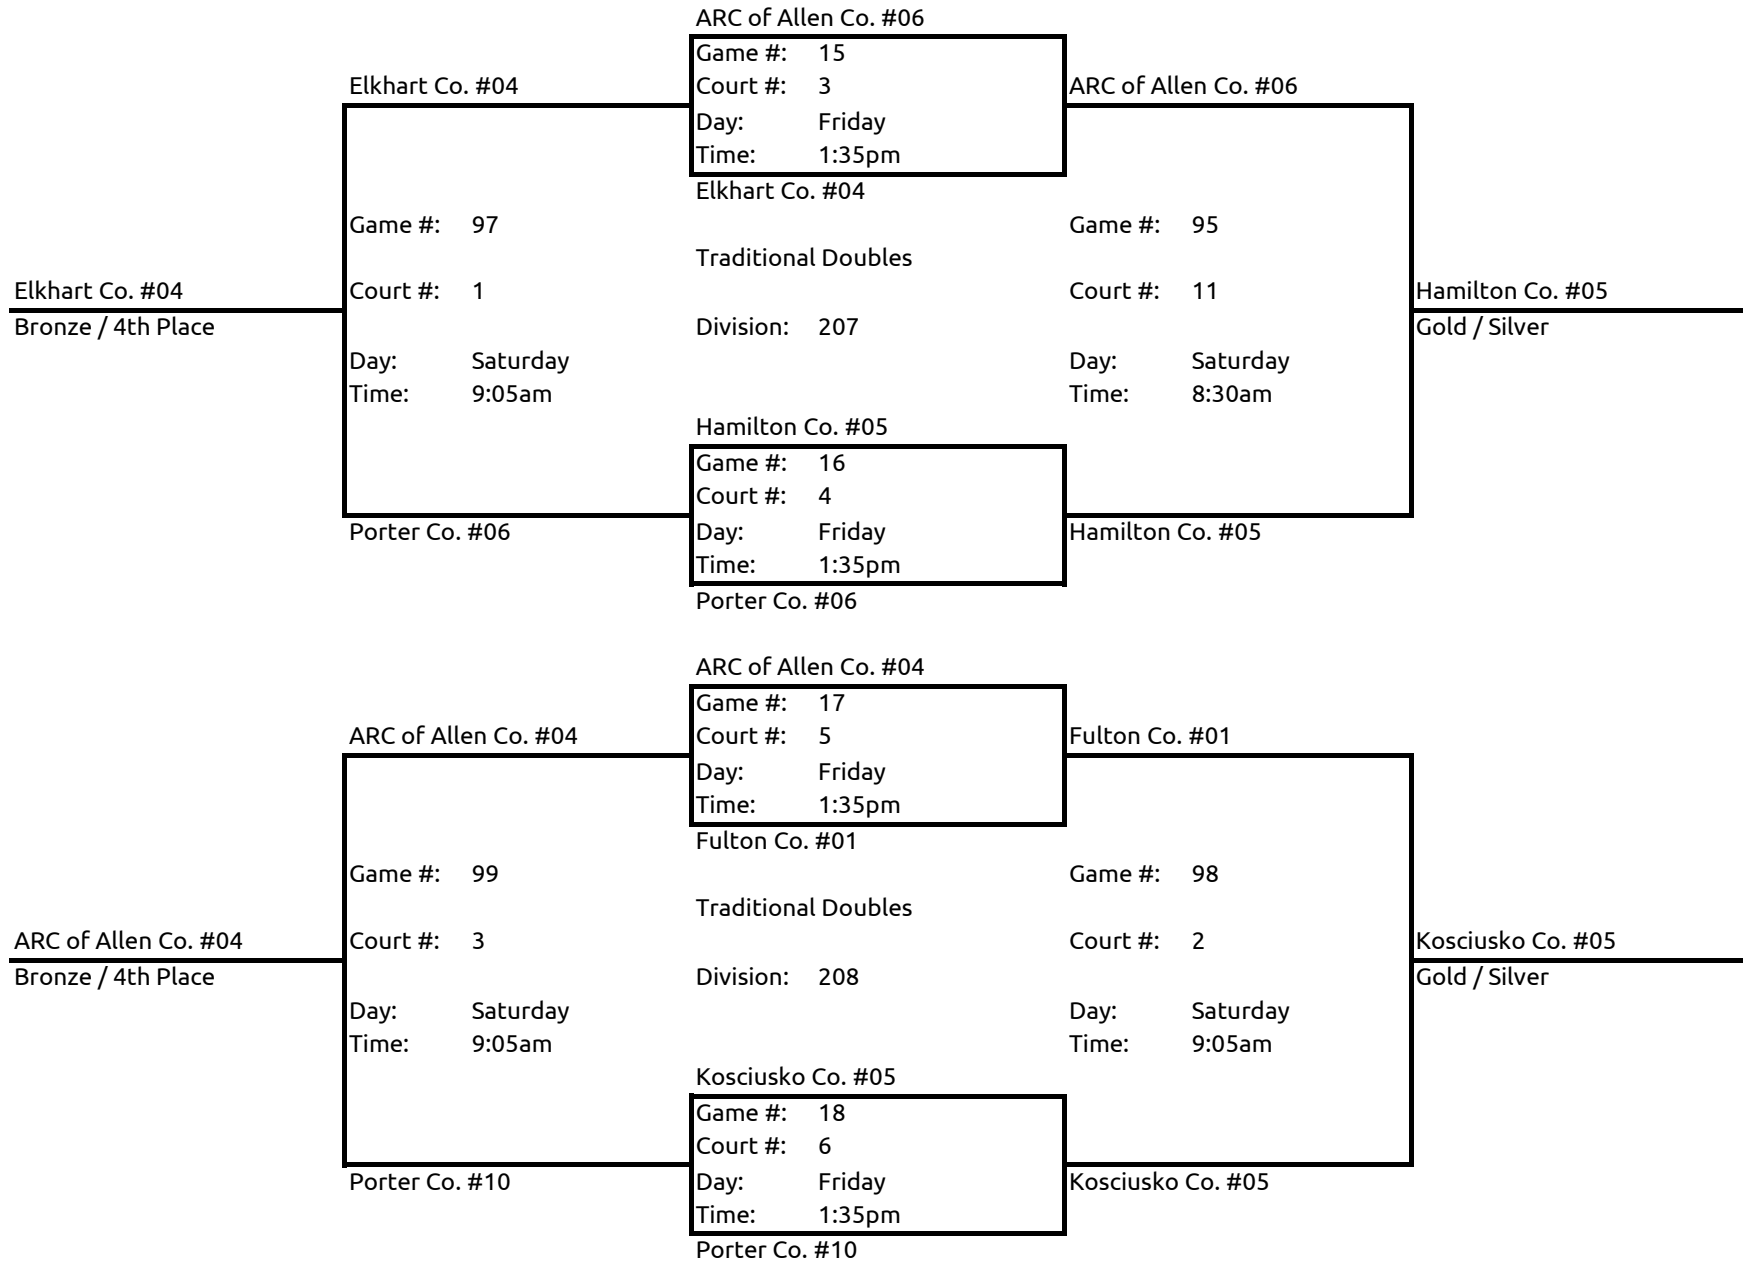 ARC of Allen Co. #06
Game #: 15
Elkhart Co. #04 Court #: 3 ARC of Allen Co. #06
Day: Friday
Time: 1:35pm
Elkhart Co. #04
Game #: 97 Game #: 95
Traditional Doubles
Elkhart Co. #04 Court #: 1 Court #: 11 Hamilton Co. #05
Bronze / 4th Place Division: 207 Gold / Silver
Day: Saturday Day: Saturday
Time: 9:05am Time: 8:30am
Hamilton Co. #05
Game #: 16
Court #: 4
Porter Co. #06 Day: Friday Hamilton Co. #05
Time: 1:35pm
Porter Co. #06
ARC of Allen Co. #04
Game #: 17
ARC of Allen Co. #04 Court #: 5 Fulton Co. #01
Day: Friday
Time: 1:35pm
Fulton Co. #01
Game #: 99 Game #: 98
Traditional Doubles
ARC of Allen Co. #04 Court #: 3 Court #: 2 Kosciusko Co. #05
Bronze / 4th Place Division: 208 Gold / Silver
Day: Saturday Day: Saturday
Time: 9:05am Time: 9:05am
Kosciusko Co. #05
Game #: 18
Court #: 6
Porter Co. #10 Day: Friday Kosciusko Co. #05
Time: 1:35pm
Porter Co. #10